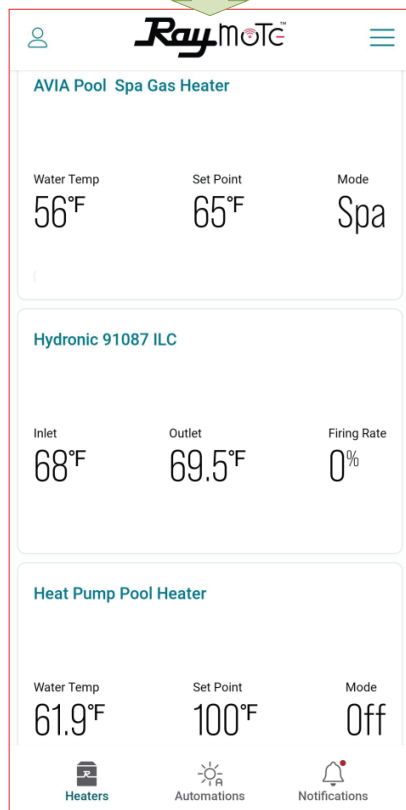 RaymoTe™
AVIA Pool Spa Gas Heater
Water Temp Set Point Mode
56°F 65°F Spa
Hydronic 91087 ILC
Inlet Outlet Firing Rate
68°F 69.5°F 0%
Heat Pump Pool Heater
Water Temp Set Point Mode
61.9°F 100°F Off
Heaters Automations Notifications